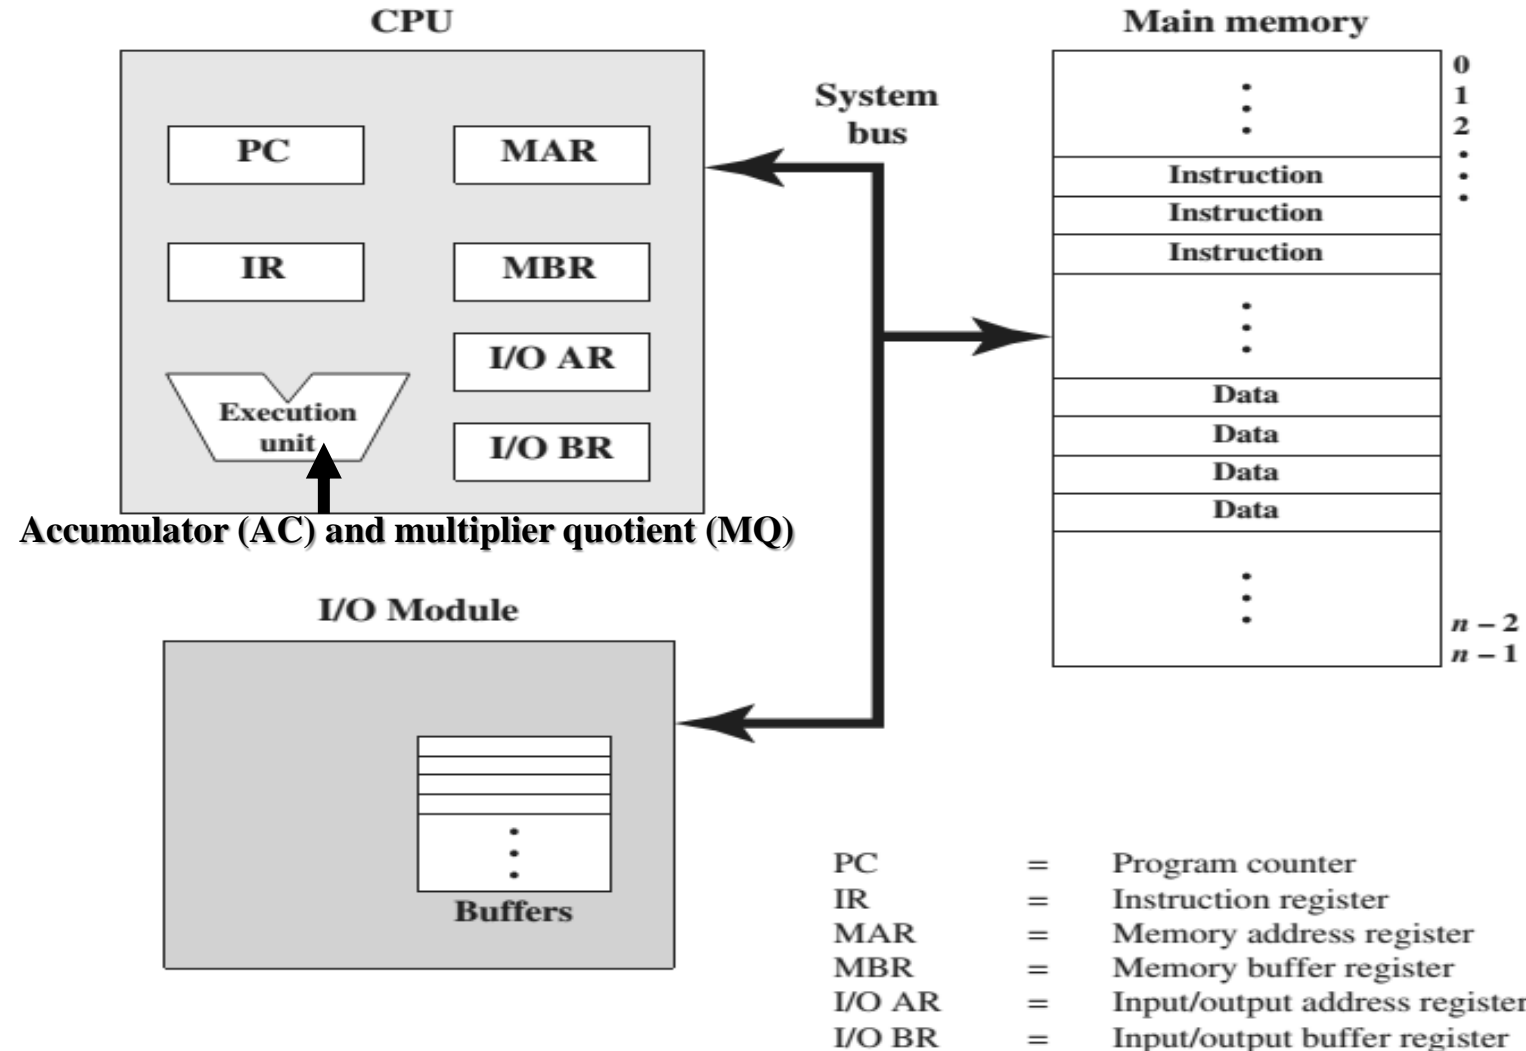 CPU
Main memory
System
bus
0
1
2
PC
MAR
Instruction
Instruction
IR
MBR
Instruction
I/O AR
Execution
unit
I/O BR
Data
Data
Data
Data
Accumulator (AC) and multiplier quotient (MQ)
I/O Module
n – 2
n – 1
Buffers
PC = Program counter
IR = Instruction register
MAR = Memory address register
MBR = Memory buffer register
I/O AR = Input/output address register
I/O BR = Input/output buffer register